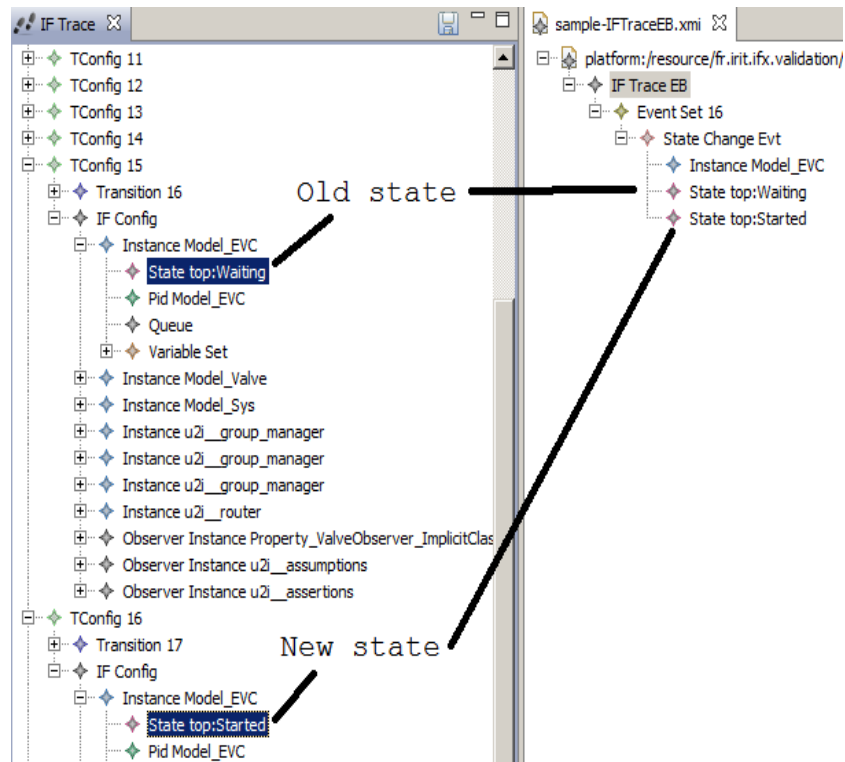 IF Trace
TConfig 11
TConfig 12
TConfig 13
TConfig 14
TConfig 15
Transition 16
IF Config
Instance Model_EVC
State top:Waiting
Pid Model_EVC
Queue
Variable Set
Instance Model_Valve
Instance Model_Sys
Instance u2i__group_manager
Instance u2i__group_manager
Instance u2i__group_manager
Instance u2i__router
Observer Instance Property_ValveObserver_ImplicitClas
Observer Instance u2i__assumptions
Observer Instance u2i__assertions
TConfig 16
Transition 17
IF Config
Instance Model_EVC
State top:Started
Pid Model_EVC
Old state
New state
sample-IFTraceEB.xmi
platform:/resource/fr.irit.ifx.validation/
IF Trace EB
Event Set 16
State Change Evt
Instance Model_EVC
State top:Waiting
State top:Started